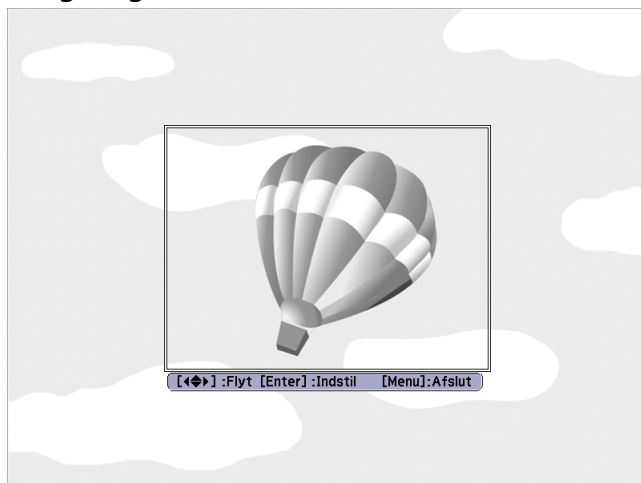 [◀◆▶] :Flyt [Enter] :Indstil [Menu]:Afslut